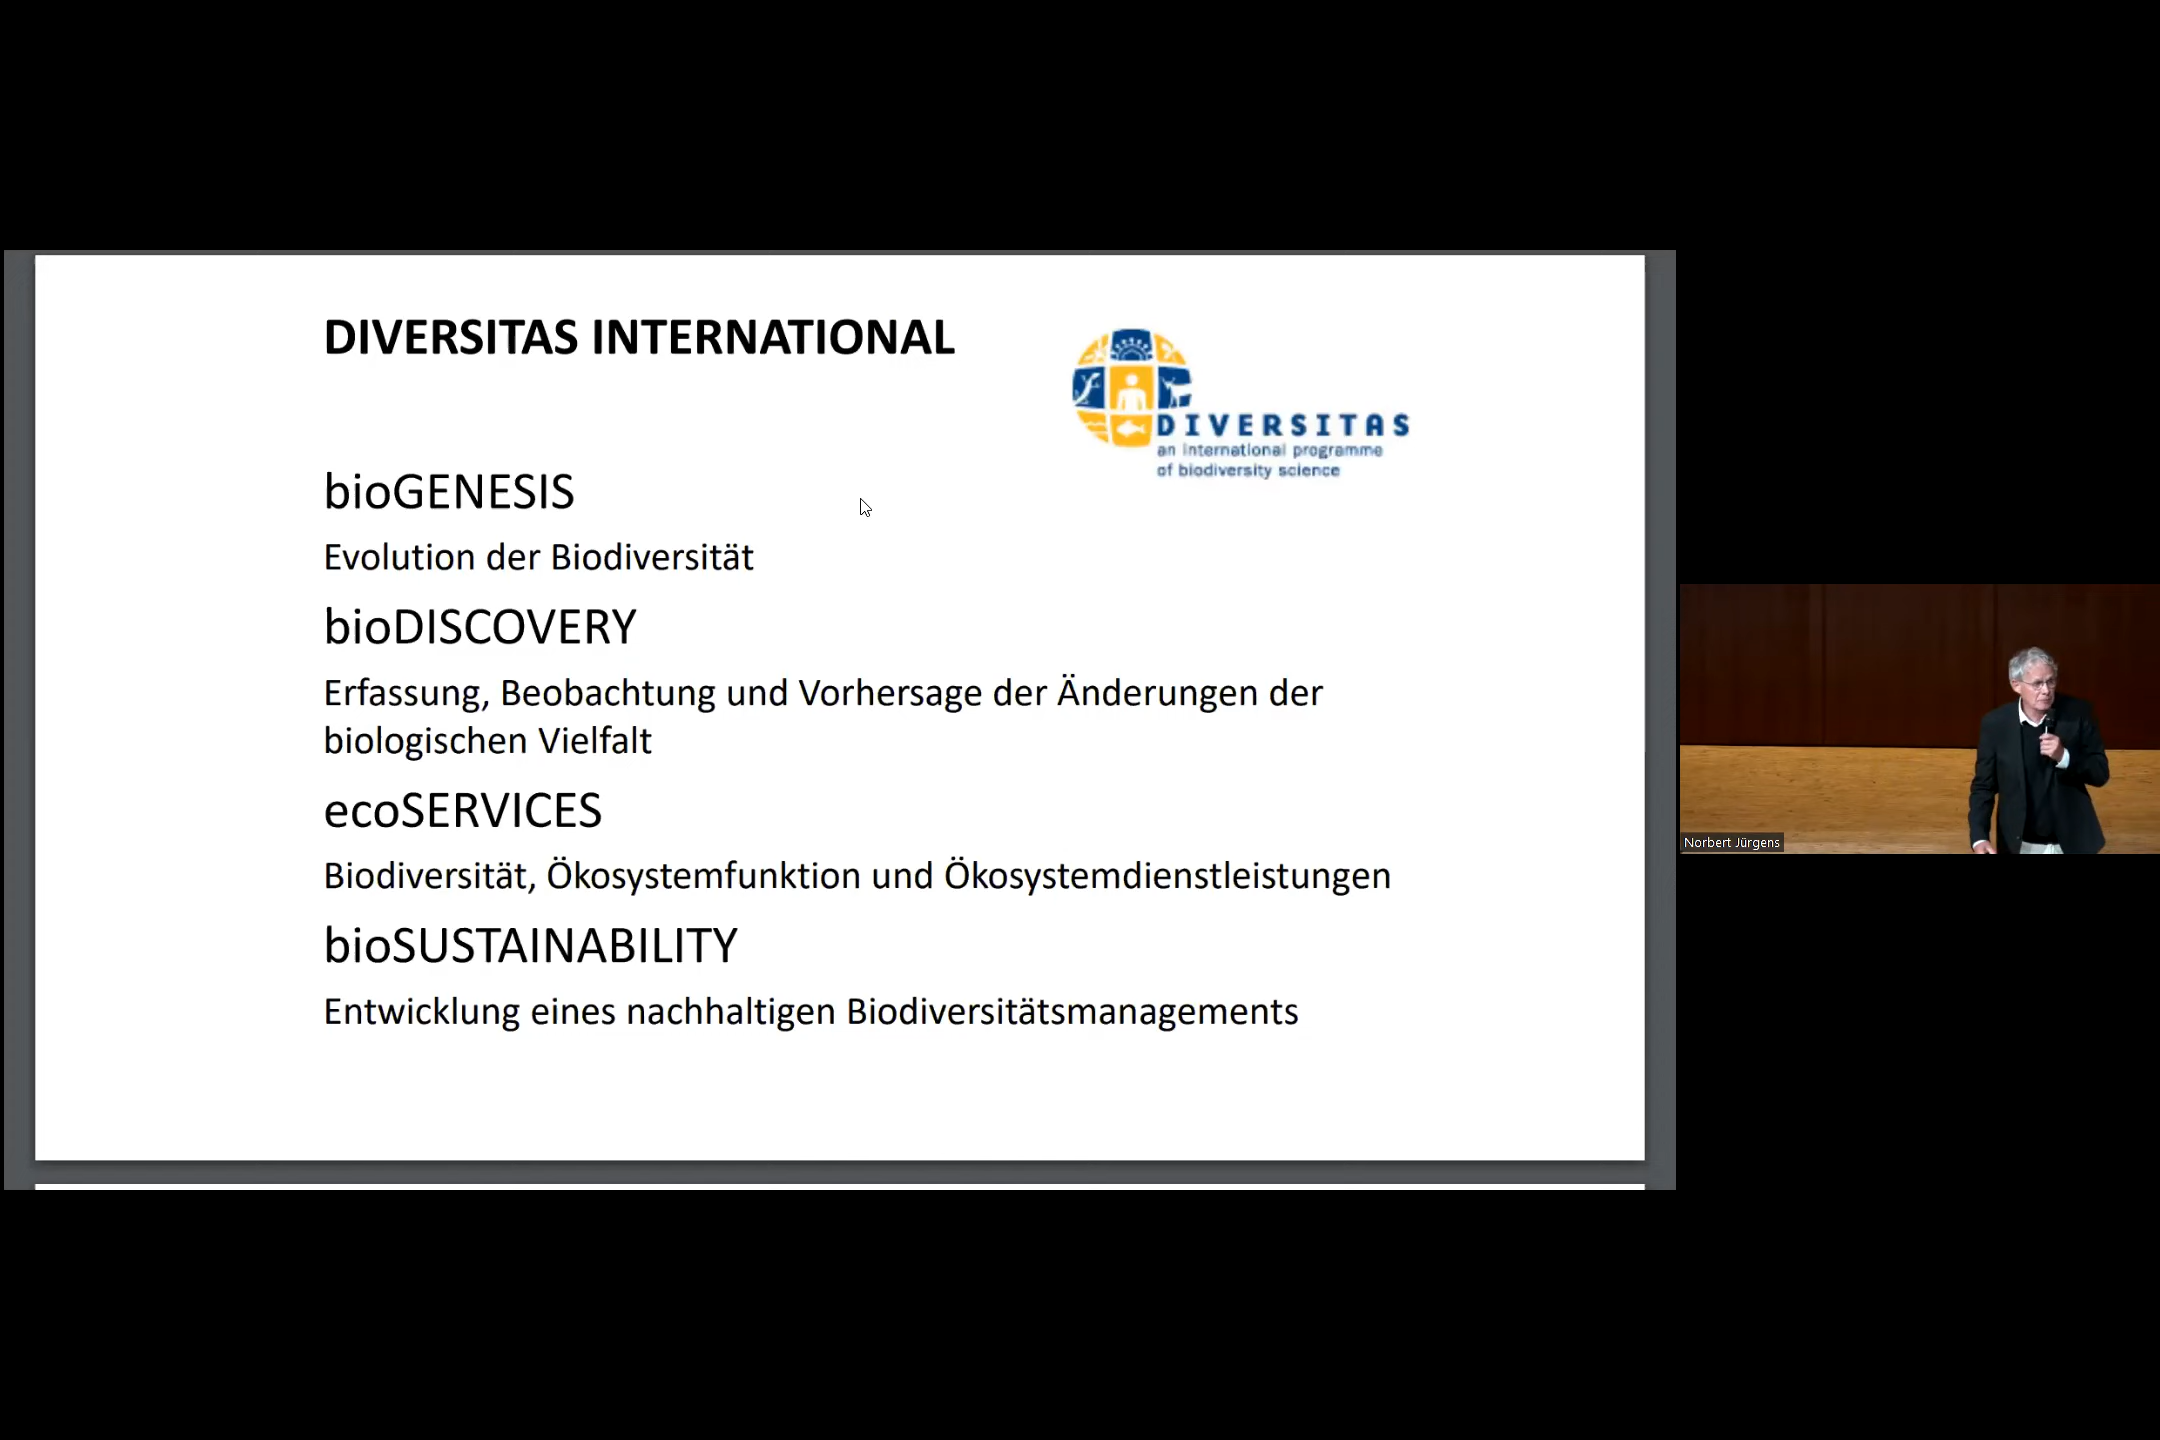 DIVERSITAS INTERNATIONAL
DIVERSITAS
an international programme
of biodiversity science
bioGENESIS
Evolution der Biodiversität
bioDISCOVERY
Erfassung, Beobachtung und Vorhersage der Änderungen der
biologischen Vielfalt
ecoSERVICES
Biodiversität, Ökosystemfunktion und Ökosystemdienstleistungen
bioSUSTAINABILITY
Entwicklung eines nachhaltigen Biodiversitätsmanagements
Norbert Jürgens